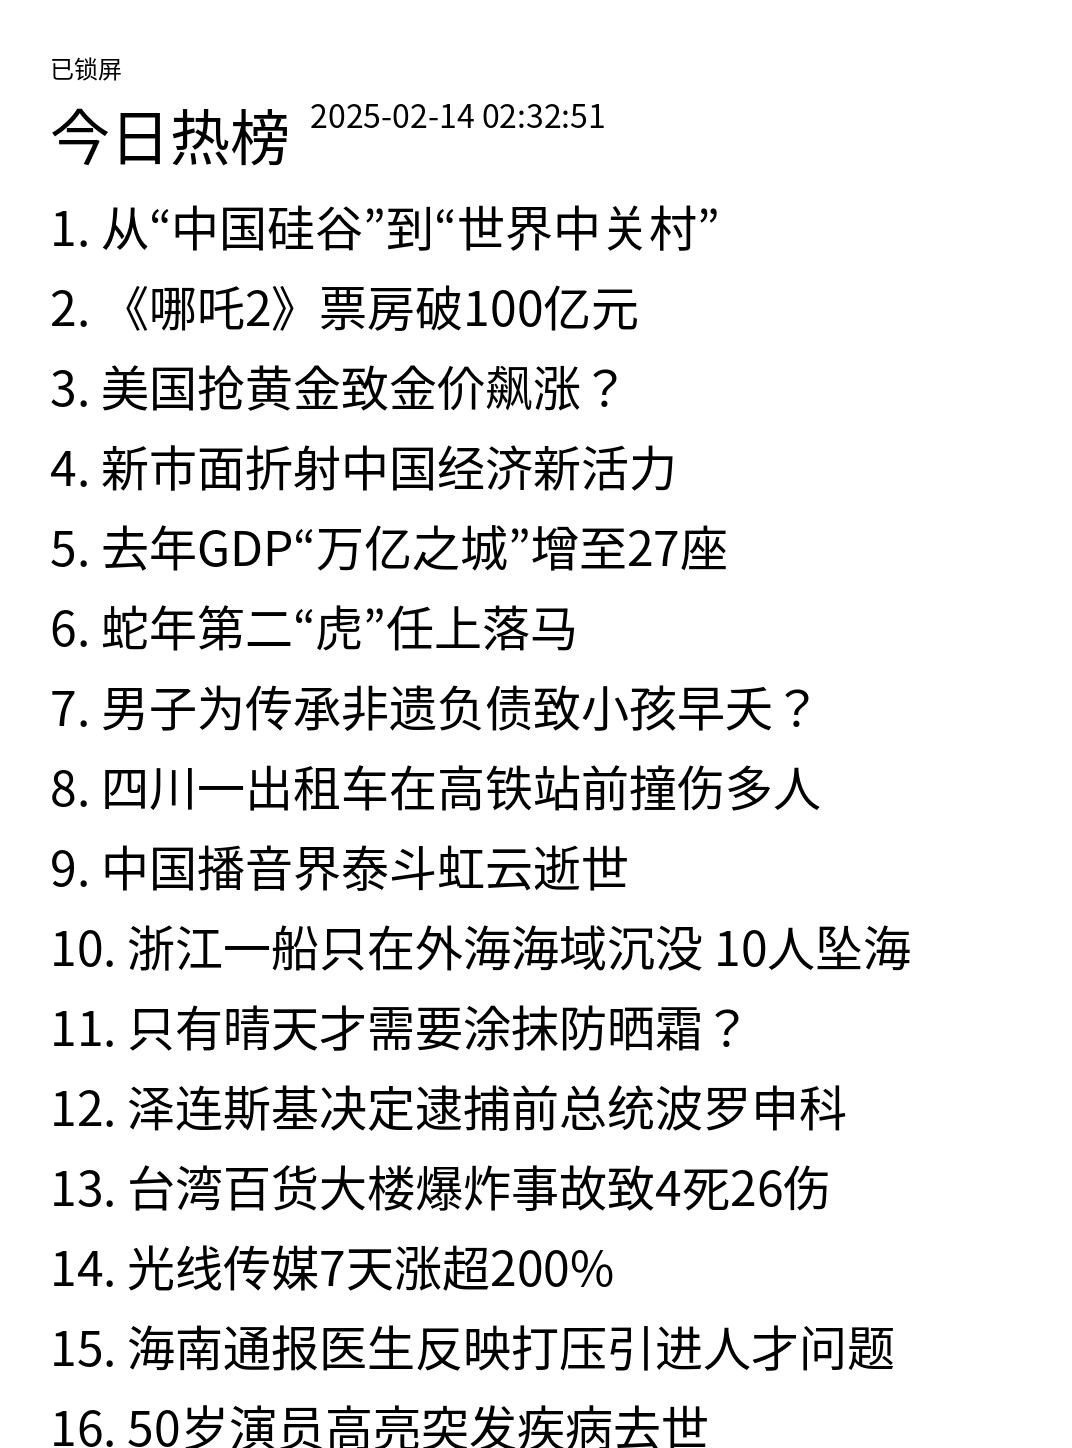 已锁屏
今日热榜 2025-02-14 02:32:51
1. 从“中国硅谷”到“世界中关村”
2. 《哪吒2》票房破100亿元
3. 美国抢黄金致金价飙涨？
4. 新市面折射中国经济新活力
5. 去年GDP“万亿之城”增至27座
6. 蛇年第二“虎”任上落马
7. 男子为传承非遗负债致小孩早夭？
8. 四川一出租车在高铁站前撞伤多人
9. 中国播音界泰斗虹云逝世
10. 浙江一船只在外海海域沉没 10人坠海
11. 只有晴天才需要涂抹防晒霜？
12. 泽连斯基决定逮捕前总统波罗申科
13. 台湾百货大楼爆炸事故致4死26伤
14. 光线传媒7天涨超200%
15. 海南通报医生反映打压引进人才问题
16. 50岁演员高亮突发疾病去世